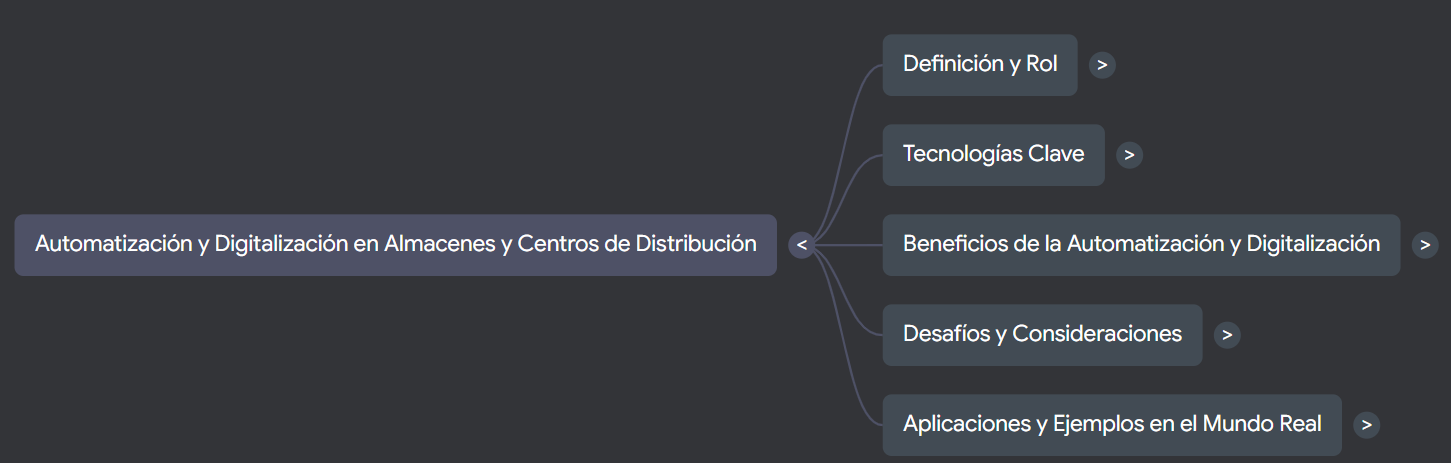 Definición y Rol
>
Tecnologías Clave
>
Automatización y Digitalización en Almacenes y Centros de Distribución
<
Beneficios de la Automatización y Digitalización
>
Desafíos y Consideraciones
>
Aplicaciones y Ejemplos en el Mundo Real
>